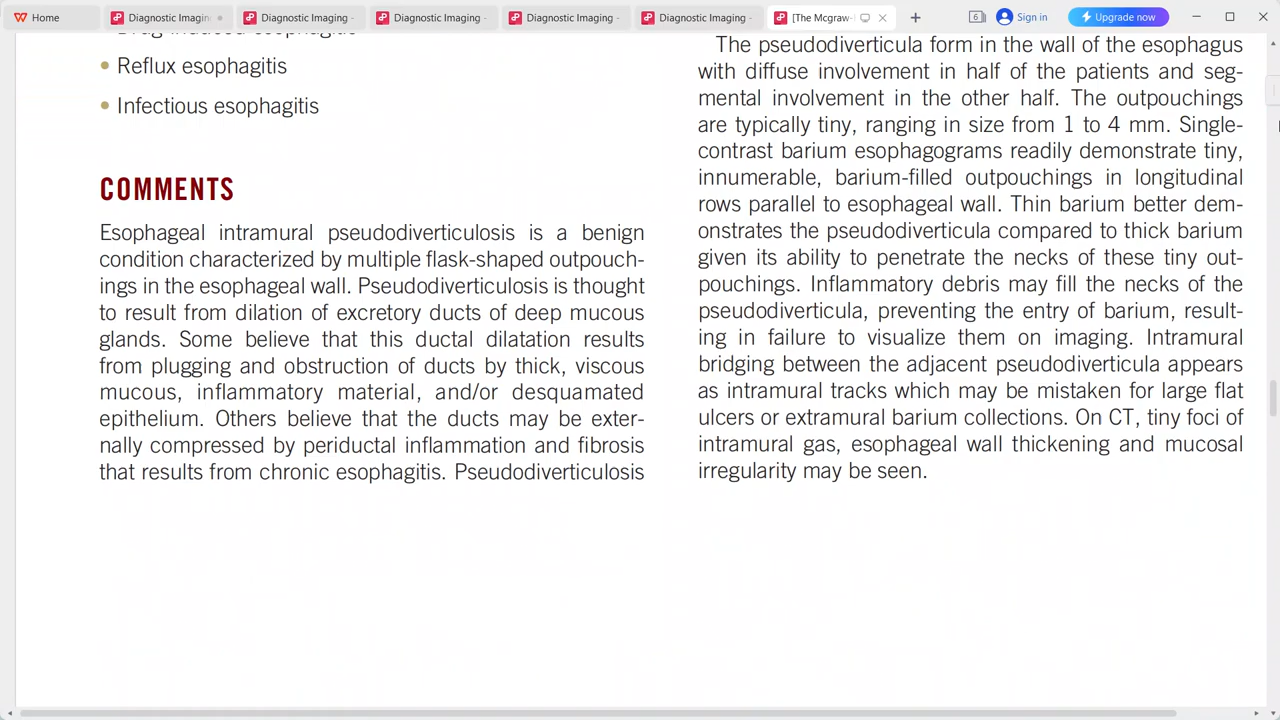 Home
Diagnostic Imagin
Diagnostic Imaging -
Diagnostic Imaging -
Diagnostic Imaging -
Diagnostic Imaging -
[The Mcgraw-
6
Sign in
Upgrade now
Reflux esophagitis
Infectious esophagitis
COMMENTS
Esophageal intramural pseudodiverticulosis is a benign
condition characterized by multiple flask-shaped outpouch-
ings in the esophageal wall. Pseudodiverticulosis is thought
to result from dilation of excretory ducts of deep mucous
glands. Some believe that this ductal dilatation results
from plugging and obstruction of ducts by thick, viscous
mucous, inflammatory material, and/or desquamated
epithelium. Others believe that the ducts may be exter-
nally compressed by periductal inflammation and fibrosis
that results from chronic esophagitis. Pseudodiverticulosis
The pseudodiverticula form in the wall of the esophagus
with diffuse involvement in half of the patients and seg-
mental involvement in the other half. The outpouchings
are typically tiny, ranging in size from 1 to 4 mm. Single-
contrast barium esophagograms readily demonstrate tiny,
innumerable, barium-filled outpouchings in longitudinal
rows parallel to esophageal wall. Thin barium better dem-
onstrates the pseudodiverticula compared to thick barium
given its ability to penetrate the necks of these tiny out-
pouchings. Inflammatory debris may fill the necks of the
pseudodiverticula, preventing the entry of barium, result-
ing in failure to visualize them on imaging. Intramural
bridging between the adjacent pseudodiverticula appears
as intramural tracks which may be mistaken for large flat
ulcers or extramural barium collections. On CT, tiny foci of
intramural gas, esophageal wall thickening and mucosal
irregularity may be seen.